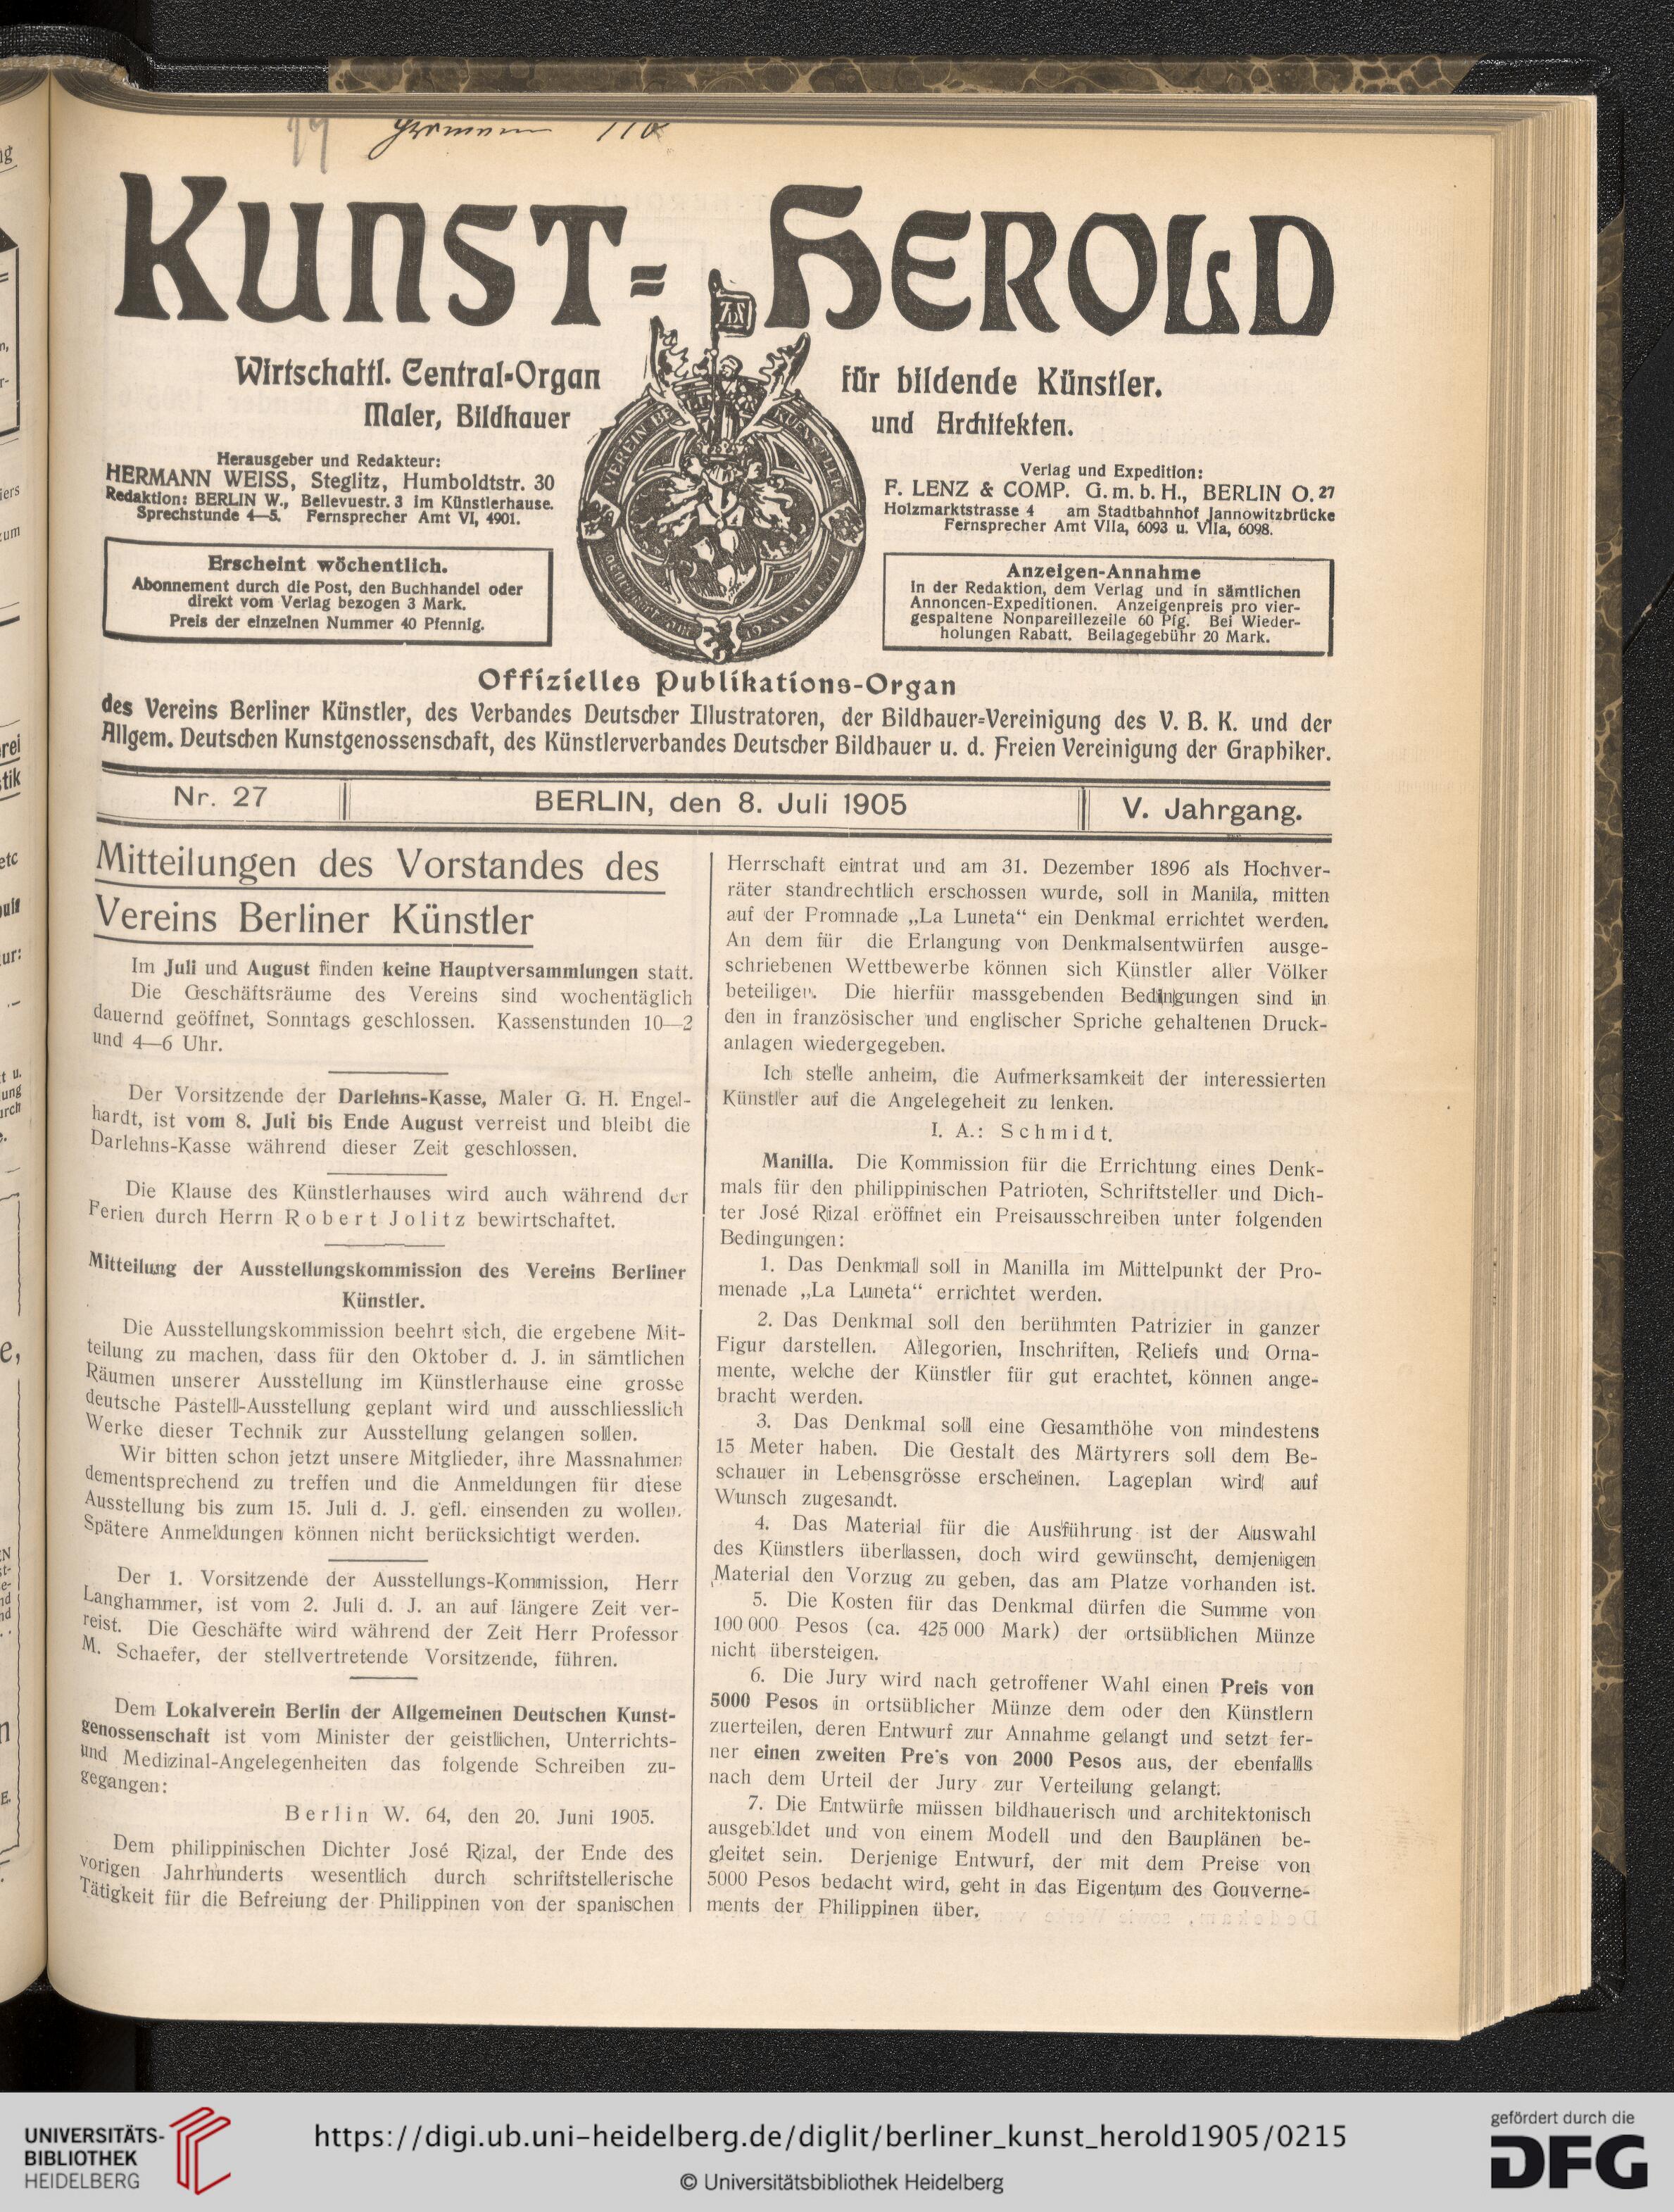 Kunst=Herold
Wirtschaftl. Central-Organ für bildende Künstler.
Maler, Bildhauer und Architekten.
Herausgeber und Redakteur:
HERMANN WEISS, Steglitz, Humboldtstr. 30
Redaktion: BERLIN W., Bellevuestr. 3 im Künstlerhause.
Sprechstunde 4—5. Fernsprecher Amt VI, 4901.
Verlag und Expedition:
F. LENZ & COMP. G. m. b. H., BERLIN O. 27
Holzmarktstrasse 4 am Stadtbahnhof Jannowitzbrücke
Fernsprecher Amt VIIa, 6093 u. VIIa, 6098.
Erscheint wöchentlich.
Abonnement durch die Post, den Buchhandel oder
direkt vom Verlag bezogen 3 Mark.
Preis der einzelnen Nummer 40 Pfennig.
Anzeigen-Annahme
in der Redaktion, dem Verlag und in sämtlichen
Annoncen-Expeditionen. Anzeigenpreis pro vier-
gespaltene Nonpareillezeile 60 Pfg. Bei Wieder-
holungen Rabatt. Beilagegebühr 20 Mark.
Offizielles Publikations-Organ
des Vereins Berliner Künstler, des Verbandes Deutscher Illustratoren, der Bildhauer=Vereinigung des V. B. K. und der
Allgem. Deutschen Kunstgenossenschaft, des Künstlerverbandes Deutscher Bildhauer u. d. Freien Vereinigung der Graphiker.
Nr. 27 BERLIN, den 8. Juli 1905 V. Jahrgang.
Mitteilungen des Vorstandes des
Vereins Berliner Künstler
Im Juli und August finden keine Hauptversammlungen statt.
Die Geschäftsräume des Vereins sind wochentäglich
dauernd geöffnet, Sonntags geschlossen. Kassenstunden 10—2
und 4—6 Uhr.
Der Vorsitzende der Darlehns-Kasse, Maler G. H. Engel-
hardt, ist vom 8. Juli bis Ende August verreist und bleibt die
Darlehns-Kasse während dieser Zeit geschlossen.
Die Klause des Künstlerhauses wird auch während der
Ferien durch Herrn Robert Jolitz bewirtschaftet.
Mitteilung der Ausstellungskommission des Vereins Berliner
Künstler.
Die Ausstellungskommission beehrt sich, die ergebene Mit-
teilung zu machen, dass für den Oktober d. J. in sämtlichen
Räumen unserer Ausstellung im Künstlerhause eine grosse
deutsche Pastell-Ausstellung geplant wird und ausschliesslich
Werke dieser Technik zur Ausstellung gelangen sollen.
Wir bitten schon jetzt unsere Mitglieder, ihre Massnahmen
dementsprechend zu treffen und die Anmeldungen für diese
Ausstellung bis zum 15. Juli d. J. gefl. einsenden zu wollen.
Spätere Anmeldungen können nicht berücksichtigt werden.
Der 1. Vorsitzende der Ausstellungs-Kommission, Herr
Langhammer, ist vom 2. Juli d. J. an auf längere Zeit ver-
reist. Die Geschäfte wird während der Zeit Herr Professor
M. Schaefer, der stellvertretende Vorsitzende, führen.
Dem Lokalverein Berlin der Allgemeinen Deutschen Kunst-
genossenschaft ist vom Minister der geistlichen, Unterrichts-
und Medizinal-Angelegenheiten das folgende Schreiben zu-
gegangen:
Berlin W. 64, den 20. Juni 1905.
Dem philippinischen Dichter José Rizal, der Ende des
vorigen Jahrhunderts wesentlich durch schriftstellerische
Tätigkeit für die Befreiung der Philippinen von der spanischen
Herrschaft eintrat und am 31. Dezember 1896 als Hochver-
räter standrechtlich erschossen wurde, soll in Manila, mitten
auf der Promnade „La Luneta“ ein Denkmal errichtet werden.
An dem für die Erlangung von Denkmalsentwürfen ausge-
schriebenen Wettbewerbe können sich Künstler aller Völker
beteiligen. Die hierfür massgebenden Bedingungen sind in
den in französischer und englischer Spriche gehaltenen Druck-
anlagen wiedergegeben.
Ich stelle anheim, die Aufmerksamkeit der interessierten
Künstler auf die Angelegeheit zu lenken.
I. A.: Schmidt.
Manilla. Die Kommission für die Errichtung eines Denk-
mals für den philippinischen Patrioten, Schriftsteller und Dich-
ter José Rizal eröffnet ein Preisausschreiben unter folgenden
Bedingungen:
1. Das Denkmal soll in Manilla im Mittelpunkt der Pro-
menade „La Luneta“ errichtet werden.
2. Das Denkmal soll den berühmten Patrizier in ganzer
Figur darstellen. Allegorien, Inschriften, Reliefs und Orna-
mente, welche der Künstler für gut erachtet, können ange-
bracht werden.
3. Das Denkmal soll eine Gesamthöhe von mindestens
15 Meter haben. Die Gestalt des Märtyrers soll dem Be-
schauer in Lebensgrösse erscheinen. Lageplan wird auf
Wunsch zugesandt.
4. Das Material für die Ausführung ist der Auswahl
des Künstlers überlassen, doch wird gewünscht, demjenigen
Material den Vorzug zu geben, das am Platze vorhanden ist.
5. Die Kosten für das Denkmal dürfen die Summe von
100 000 Pesos (ca. 425 000 Mark) der ortsüblichen Münze
nicht übersteigen.
6. Die Jury wird nach getroffener Wahl einen Preis von
5000 Pesos in ortsüblicher Münze dem oder den Künstlern
zuerteilen, deren Entwurf zur Annahme gelangt und setzt fer-
ner einen zweiten Preis von 2000 Pesos aus, der ebenfalls
nach dem Urteil der Jury zur Verteilung gelangt.
7. Die Entwürfe müssen bildhauerisch und architektonisch
ausgebildet und von einem Modell und den Bauplänen be-
gleitet sein. Derjenige Entwurf, der mit dem Preise von
5000 Pesos bedacht wird, geht in das Eigentum des Gouverne-
ments der Philippinen über.
UNIVERSITÄTS-
BIBLIOTHEK
HEIDELBERG
https://digi.ub.uni-heidelberg.de/diglit/berliner_kunst_herold1905/0215
© Universitätsbibliothek Heidelberg
gefördert durch die
DFG